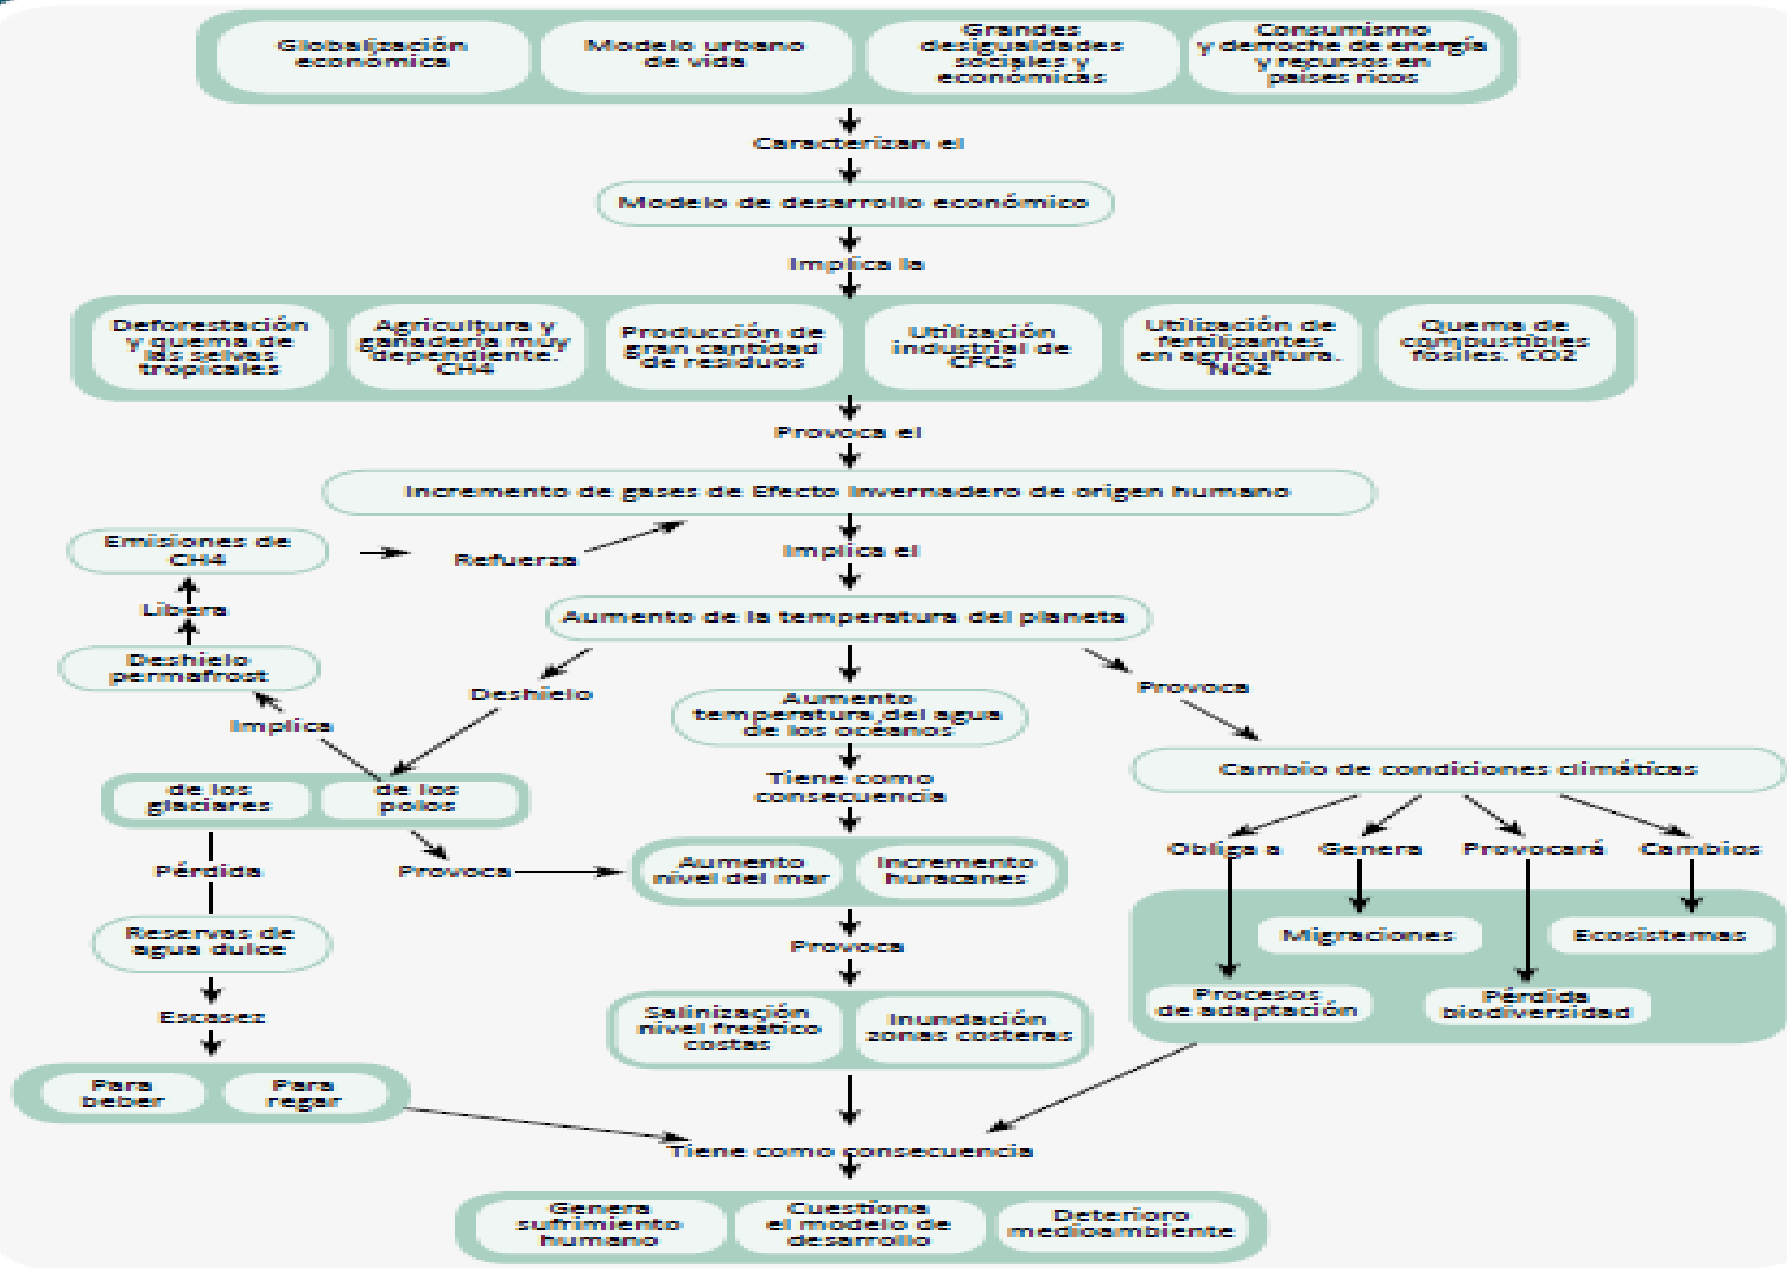 Globalización
económica
Modelo urbano
de vida
Grandes
desigualdades
sociales y
económicas
Consumismo
y derroche de energía
y recursos en
países ricos
Caracterizan el
Modelo de desarrollo económico
Implica la
Deforestación
y quema de
las selvas
tropicales
Agricultura y
ganadería muy
dependiente.
CH4
Producción de
gran cantidad
de residuos
Utilización
industrial de
CFCs
Utilización de
fertilizantes
en agricultura.
NO2
Quema de
combustibles
fósiles. CO2
Provoca el
Incremento de gases de Efecto Invernadero de origen humano
Emisiones de
CH4
Refuerza
Implica el
Libera
Aumento de la temperatura del planeta
Deshielo
permafrost
Deshielo
Provoca
Aumento
temperatura del agua
de los océanos
Implica
Cambio de condiciones climáticas
Tiene como
consecuencia
de los
glaciares
de los
polos
Obliga a
Genera
Provocará
Cambios
Pérdida
Provoca
Aumento
nivel del mar
Incremento
huracanes
Reservas de
agua dulce
Provoca
Migraciones
Ecosistemas
Procesos
de adaptación
Pérdida
biodiversidad
Escasez
Salinización
nivel freático
costas
Inundación
zonas costeras
Para
beber
Para
regar
Tiene como consecuencia
Genera
sufrimiento
humano
Cuestiona
el modelo de
desarrollo
Deterioro
medioambiente